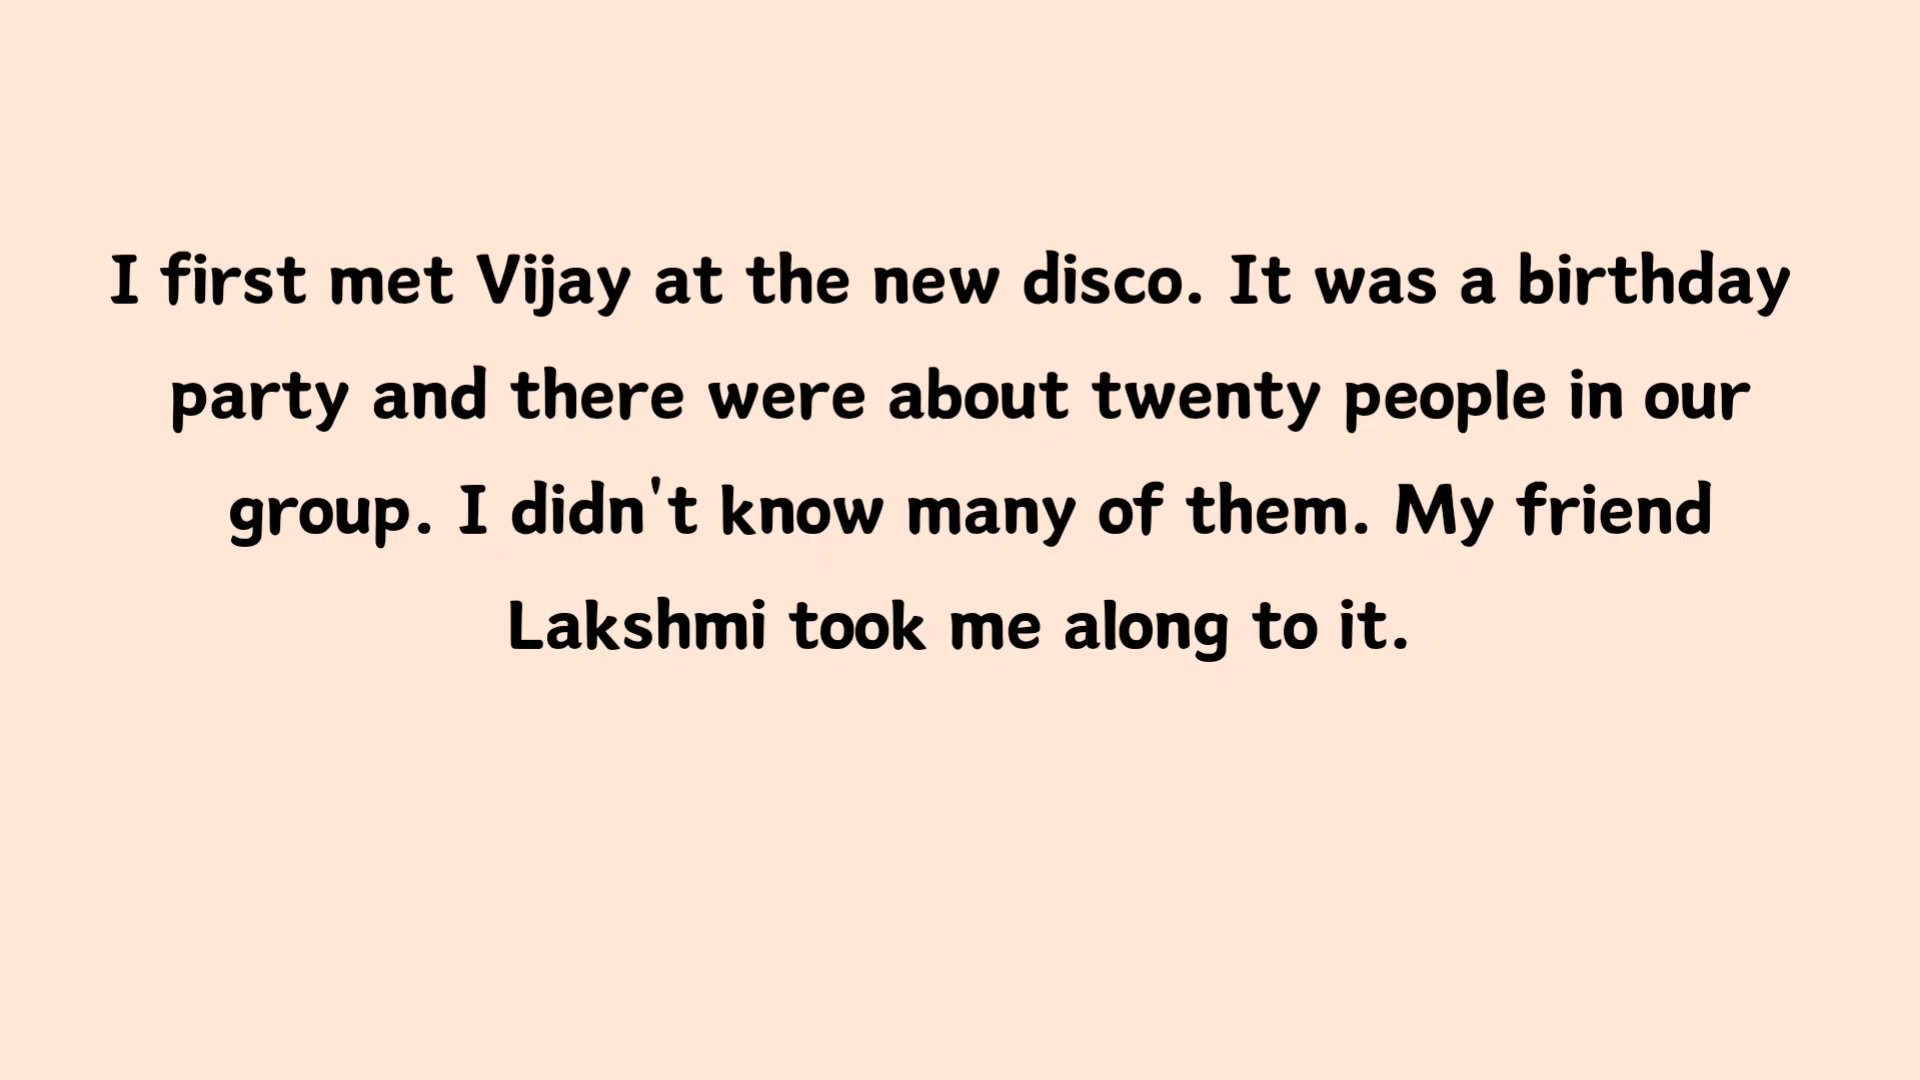 I first met Vijay at the new disco. It was a birthday
party and there were about twenty people in our
group. I didn't know many of them. My friend
Lakshmi took me along to it.